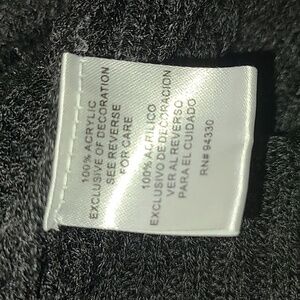 100% ACRYLIC
EXCLUSIVE OF DECORATION
SEE REVERSE
FOR CARE
100% ACRILICO
EXCLUSIVO DE DECORACION
VER AL REVERSO
PARA EL CUIDADO
RN# 94330